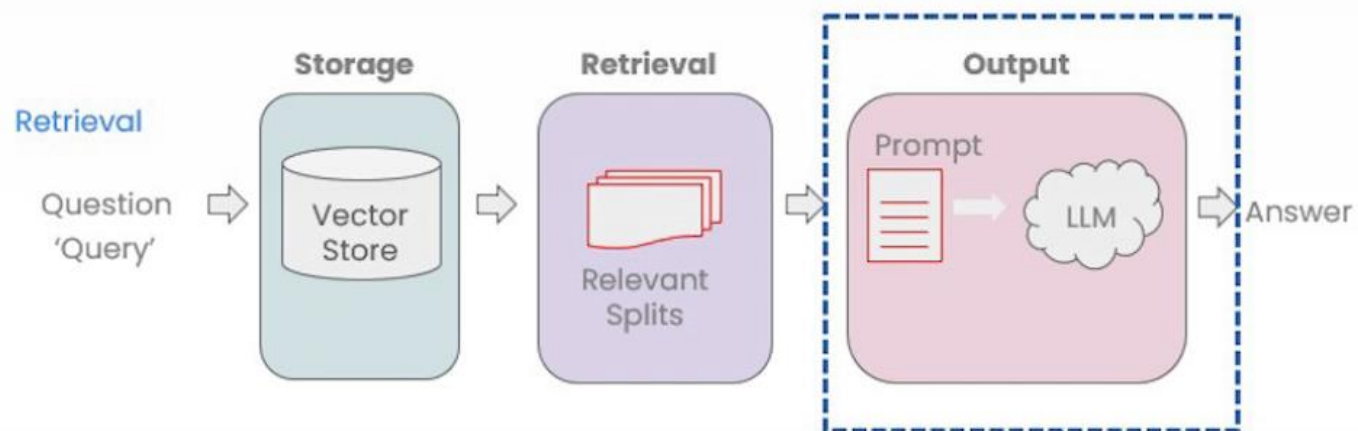 Storage
Retrieval
Output
Retrieval
Question
'Query'
Vector
Store
Relevant
Splits
Prompt
LLM
Answer